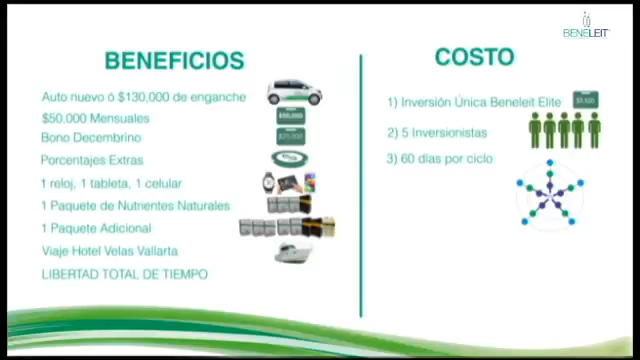 BENELEIT
BENEFICIOS
Auto nuevo ó $130,000 de enganche
$50,000 Mensuales
$50,000
Bono Decembrino
Porcentajes Extras
1 reloj, 1 tableta, 1 celular
1 Paquete de Nutrientes Naturales
1 Paquete Adicional
Viaje Hotel Velas Vallarta
LIBERTAD TOTAL DE TIEMPO
COSTO
1) Inversión Única Beneleit Elite
2) 5 Inversionistas
3) 60 días por ciclo